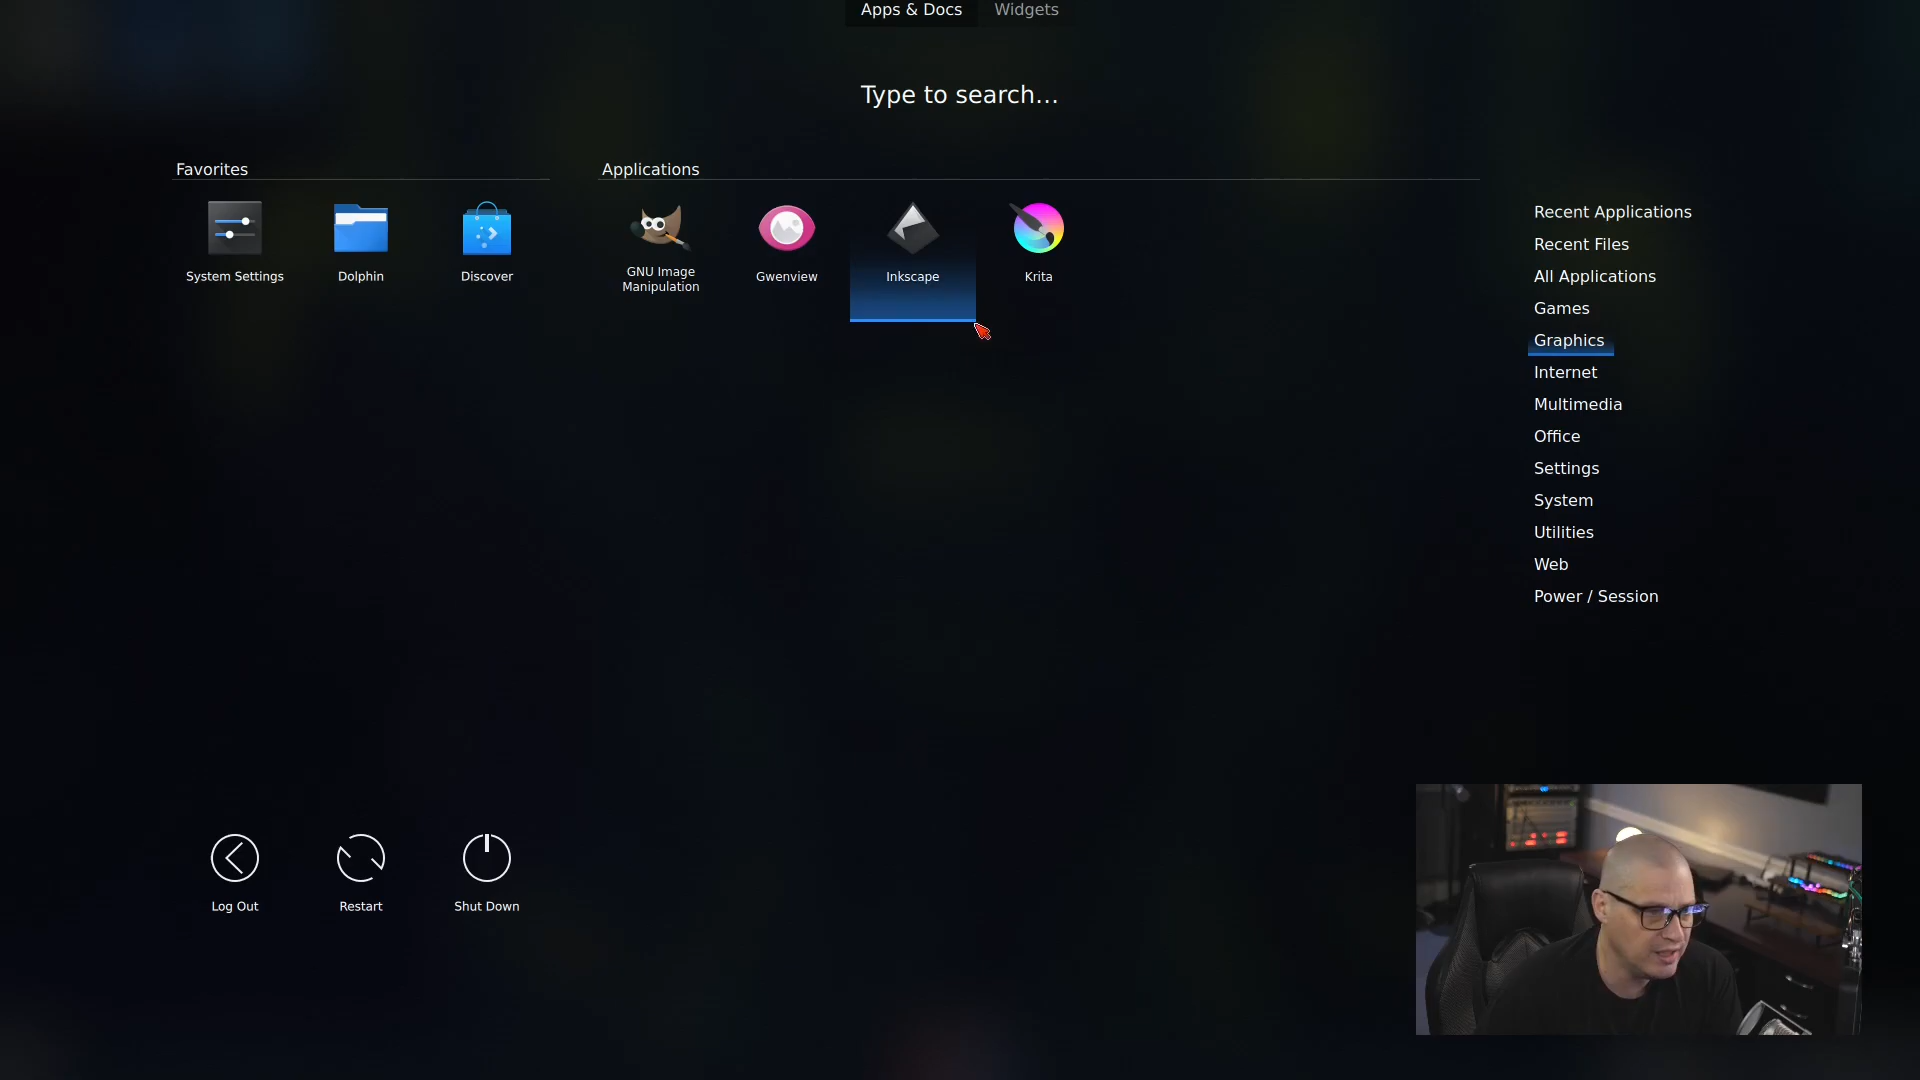 Apps & Docs
Widgets
Type to search...
Favorites
Applications
System Settings
Dolphin
Discover
GNU Image
Manipulation
Gwenview
Inkscape
Krita
Recent Applications
Recent Files
All Applications
Games
Graphics
Internet
Multimedia
Office
Settings
System
Utilities
Web
Power / Session
Log Out
Restart
Shut Down